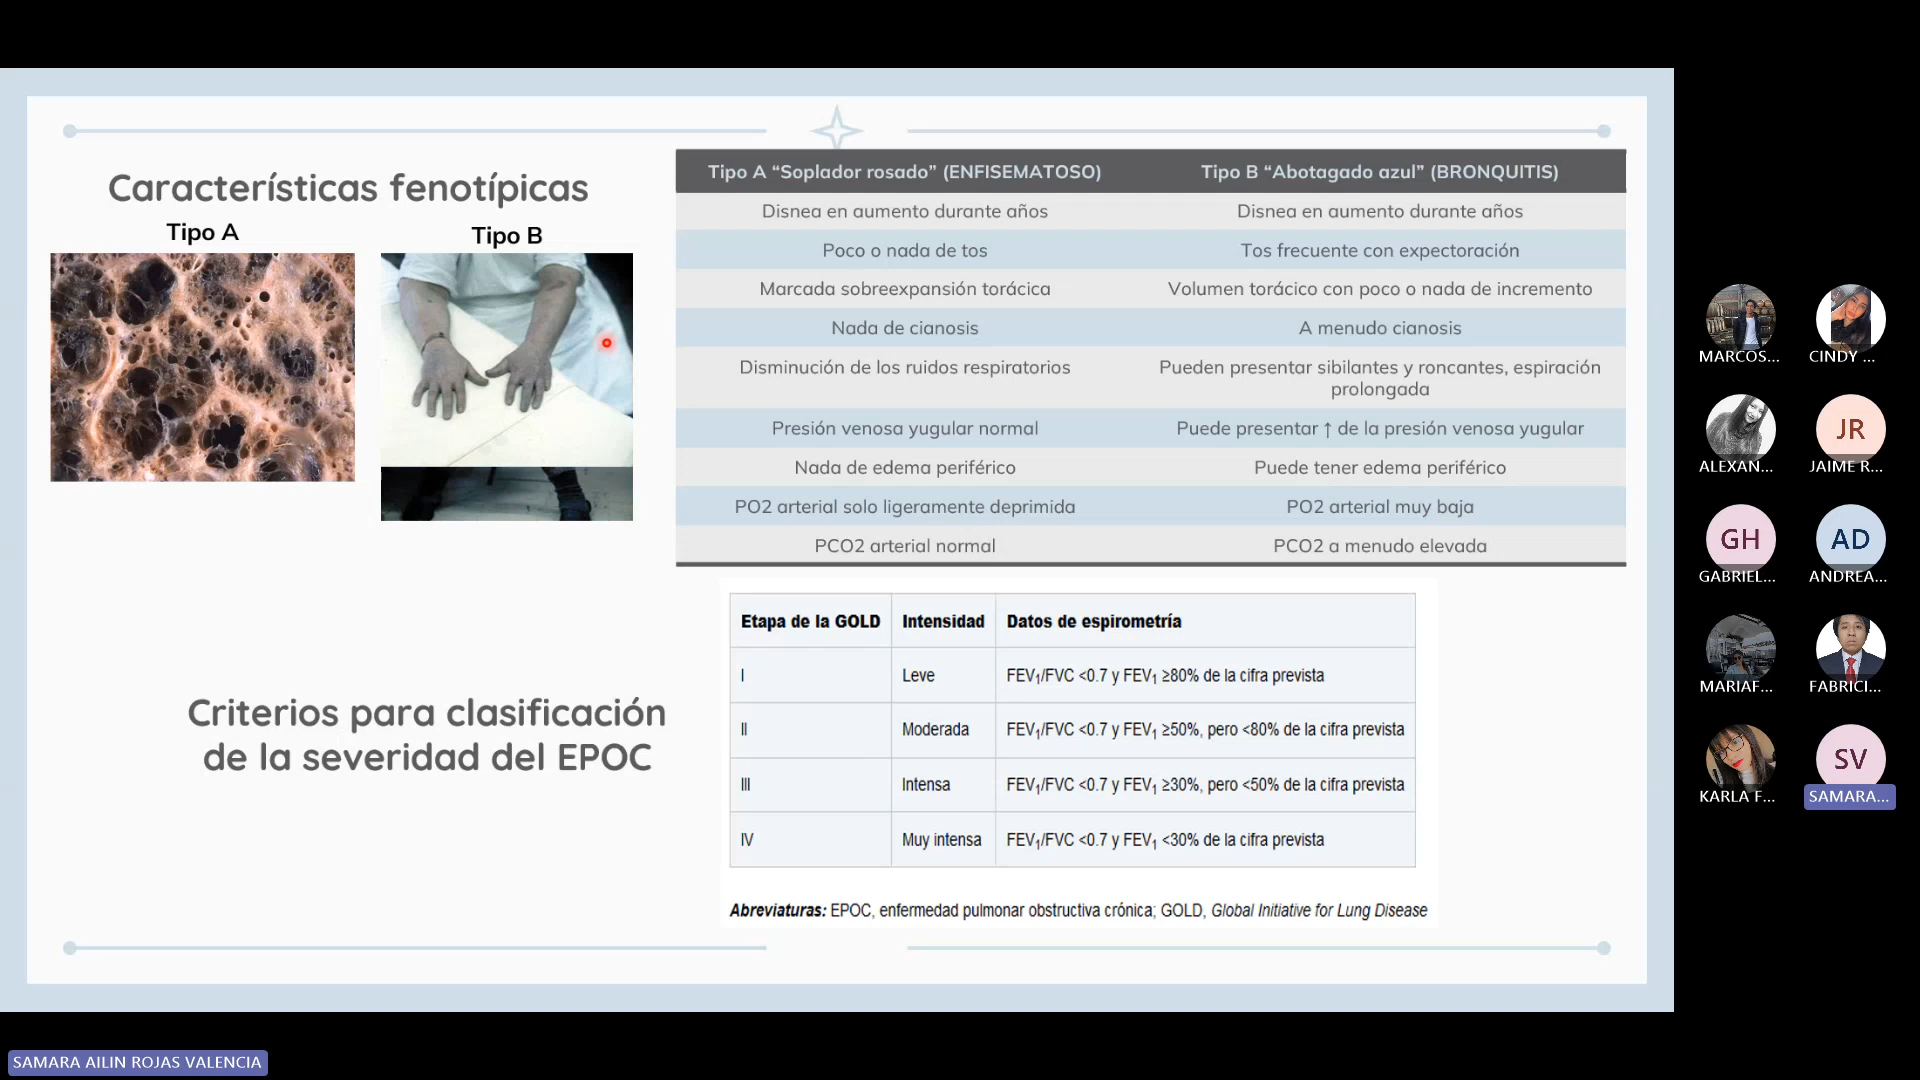 Características fenotípicas
Tipo A
Tipo B
Tipo A “Soplador rosado” (ENFISEMATOSO) Tipo B “Abotagado azul” (BRONQUITIS)
Disnea en aumento durante años Disnea en aumento durante años
Poco o nada de tos Tos frecuente con expectoración
Marcada sobreexpansión torácica Volumen torácico con poco o nada de incremento
Nada de cianosis A menudo cianosis
Disminución de los ruidos respiratorios Pueden presentar sibilantes y roncantes, espiración
prolongada
Presión venosa yugular normal Puede presentar ↑ de la presión venosa yugular
Nada de edema periférico Puede tener edema periférico
PO2 arterial solo ligeramente deprimida PO2 arterial muy baja
PCO2 arterial normal PCO2 a menudo elevada
Criterios para clasificación
de la severidad del EPOC
Etapa de la GOLD Intensidad Datos de espirometría
I Leve FEV₁/FVC <0.7 y FEV₁ ≥80% de la cifra prevista
II Moderada FEV₁/FVC <0.7 y FEV₁ ≥50%, pero <80% de la cifra prevista
III Intensa FEV₁/FVC <0.7 y FEV₁ ≥30%, pero <50% de la cifra prevista
IV Muy intensa FEV₁/FVC <0.7 y FEV₁ <30% de la cifra prevista
Abreviaturas: EPOC, enfermedad pulmonar obstructiva crónica; GOLD, Global Initiative for Lung Disease
MARCOS... CINDY ...
JR
ALEXAN... JAIME R...
GH AD
GABRIEL... ANDREA...
MARIAF... FABRICI...
SV
KARLA F... SAMARA...
SAMARA AILIN ROJAS VALENCIA